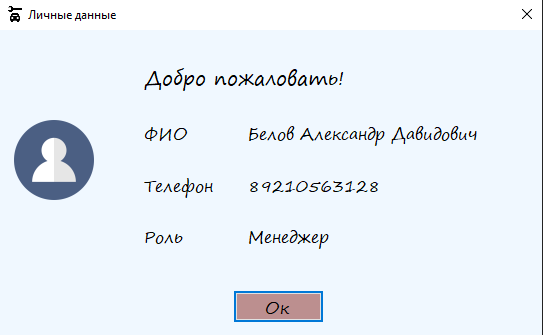 Личные данные
Добро пожаловать!
ФИО Белов Александр Давидович
Телефон 89210563128
Роль Менеджер
Ок